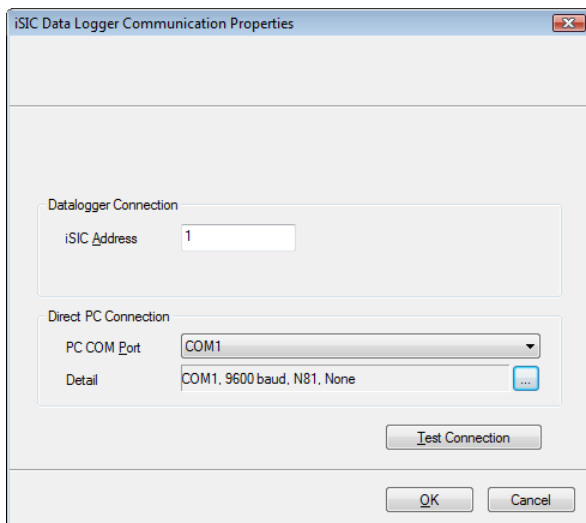 iSIC Data Logger Communication Properties
Datalogger Connection
iSIC Address 1
Direct PC Connection
PC COM Port COM1
Detail COM1, 9600 baud, N81, None ...
Test Connection
OK Cancel